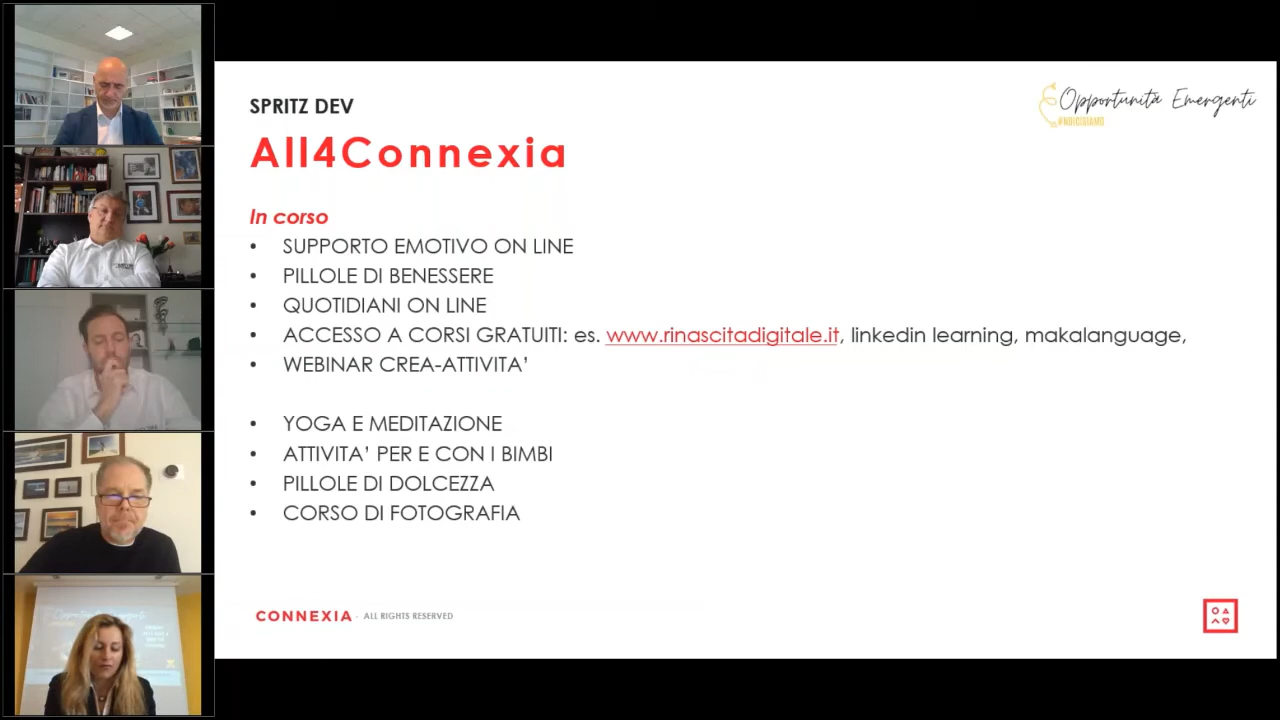 SPRITZ DEV
Opportunità Emergenti
#NOICISIAMO
All4Connexia
In corso
• SUPPORTO EMOTIVO ON LINE
• PILLOLE DI BENESSERE
• QUOTIDIANI ON LINE
• ACCESSO A CORSI GRATUITI: es. www.rinascitadigitale.it, linkedin learning, makalanguage,
• WEBINAR CREA-ATTIVITA’
• YOGA E MEDITAZIONE
• ATTIVITA’ PER E CON I BIMBI
• PILLOLE DI DOLCEZZA
• CORSO DI FOTOGRAFIA
CONNEXIA - ALL RIGHTS RESERVED